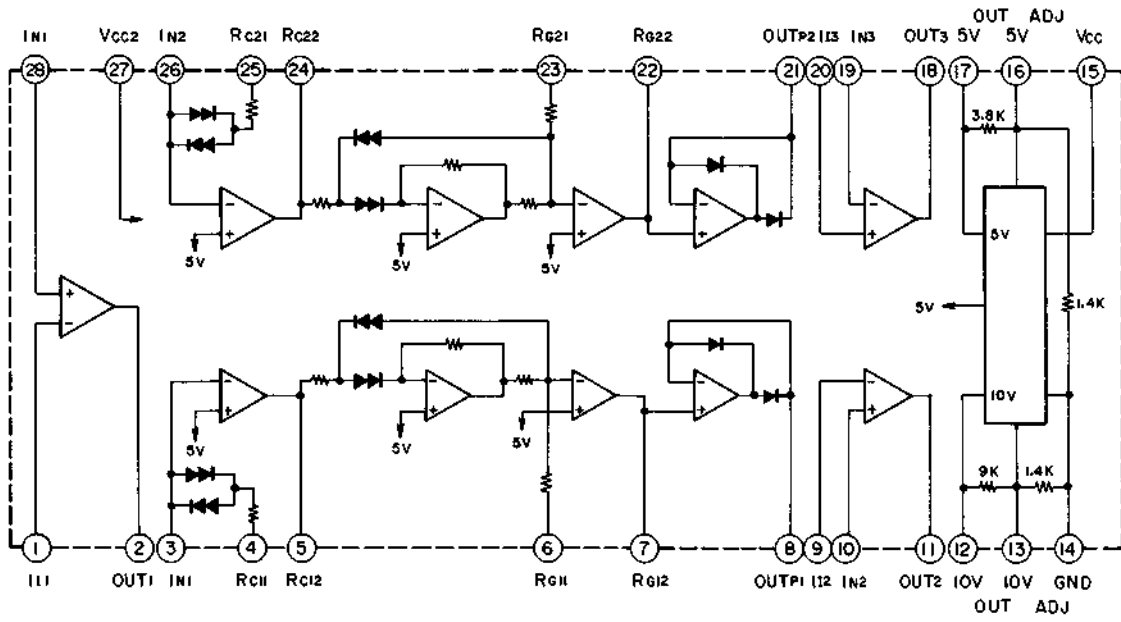 OUT ADJ
IN1 VCC2 IN2 RC21 RC22 RG21 RG22 OUTP2 II3 IN3 OUT3 5V 5V VCC
28 27 26 25 24 23 22 21 20 19 18 17 16 15
3.8K
- - - - -
+ + + + +
5V 5V 5V 5V
+ 5V 1.4K
-
- - - - - 10V
+ + + + +
5V 5V 5V
9K 1.4K
1 2 3 4 5 6 7 8 9 10 11 12 13 14
II1 OUT1 IN1 RC11 RC12 RG11 RG12 OUTP1 II2 IN2 OUT2 10V 10V GND
OUT ADJ